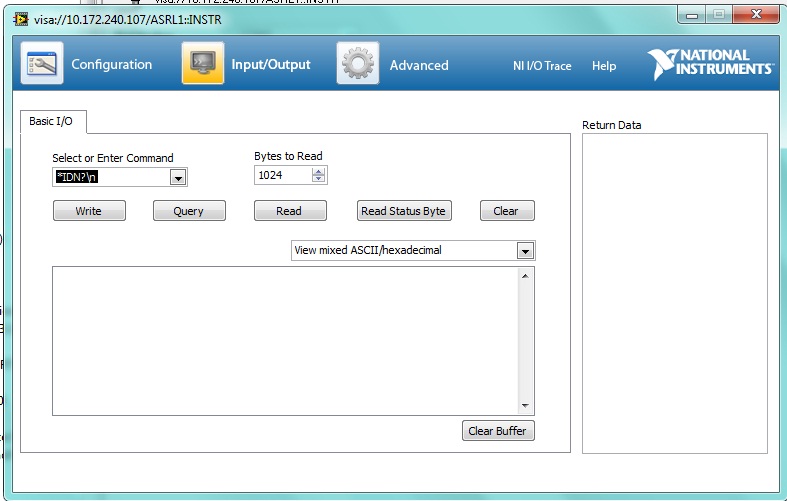 visa://10.172.240.107/ASRL1::INSTR
Configuration
Input/Output
Advanced
NI I/O Trace
Help
NATIONAL
INSTRUMENTS
Basic I/O
Return Data
Select or Enter Command
Bytes to Read
*IDN?\n
1024
Write
Query
Read
Read Status Byte
Clear
View mixed ASCII/hexadecimal
Clear Buffer